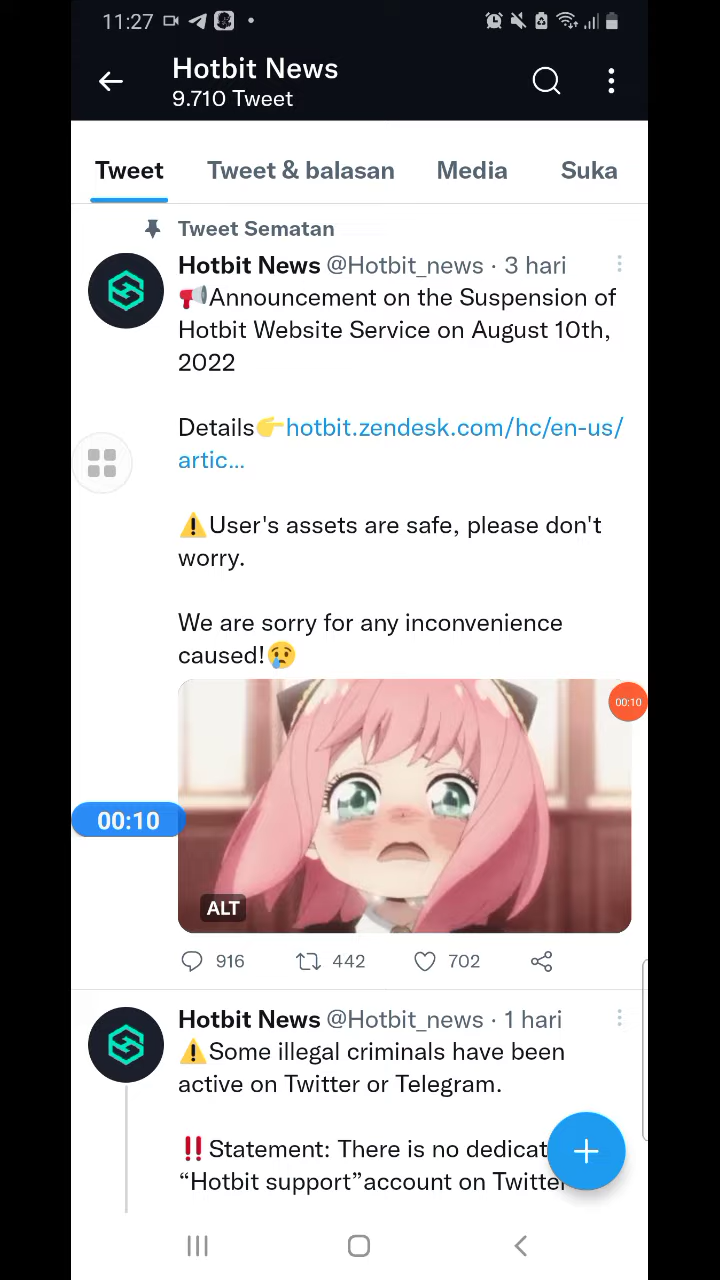 11:27
Hotbit News
9.710 Tweet
Tweet Tweet & balasan Media Suka
Tweet Sematan
Hotbit News @Hotbit_news · 3 hari
📢Announcement on the Suspension of
Hotbit Website Service on August 10th,
2022
Details👉hotbit.zendesk.com/hc/en-us/
artic...
⚠️User's assets are safe, please don't
worry.
We are sorry for any inconvenience
caused!😢
00:10
00:10
ALT
916 442 702
Hotbit News @Hotbit_news · 1 hari
⚠️Some illegal criminals have been
active on Twitter or Telegram.
‼️Statement: There is no dedicat
“Hotbit support”account on Twitter